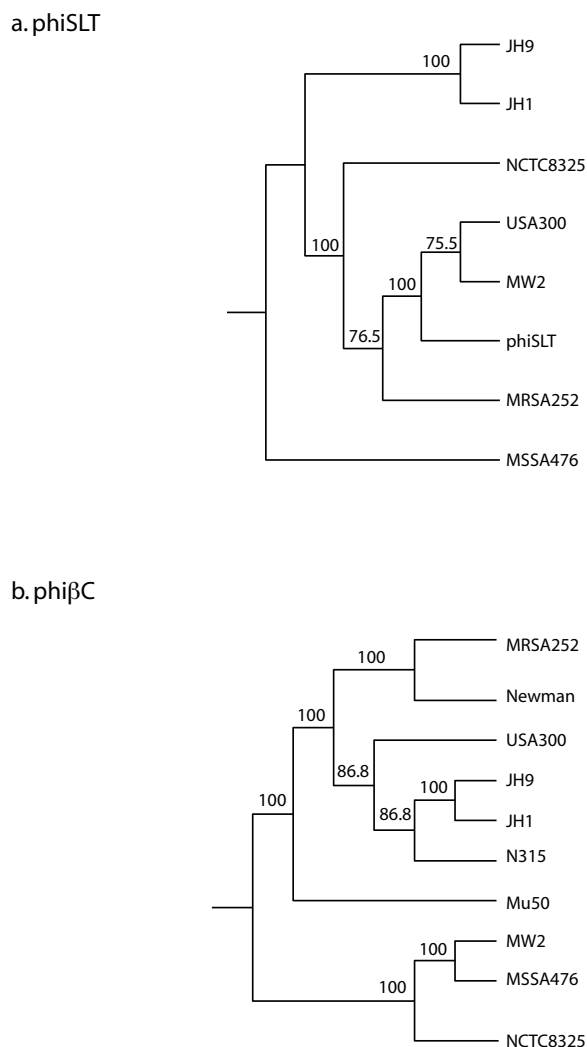 a. phiSLT
JH9
100
JH1
NCTC8325
USA300
75.5
100
MW2
100
phiSLT
76.5
MRSA252
MSSA476
b. phiβC
MRSA252
100
Newman
100
USA300
86.8
JH9
100
100
86.8
JH1
N315
Mu50
MW2
100
MSSA476
100
NCTC8325